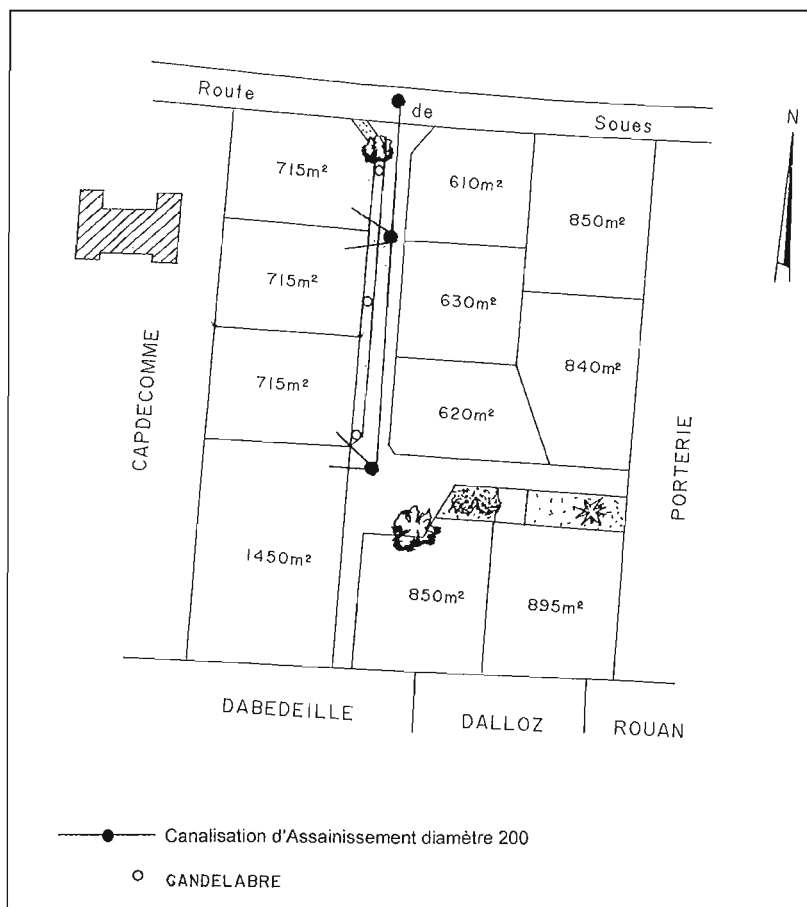 Route de Soues
N
715m²
610m²
850m²
715m²
630m²
840m²
CAPDECOMME
715m²
620m²
PORTERIE
1450m²
850m²
895m²
DABEDEILLE
DALLOZ
ROUAN
Canalisation d'Assainissement diamètre 200
GANDELABRE